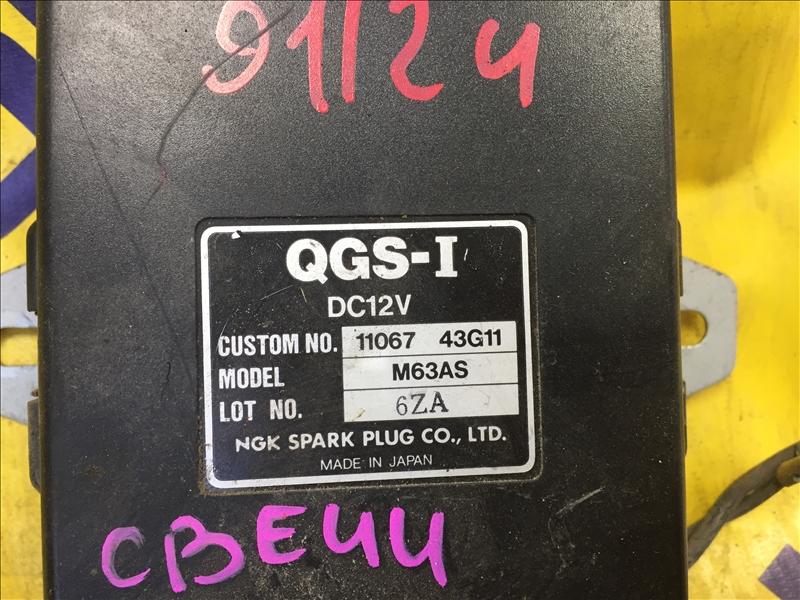 91124
QGS-I
DC12V
CUSTOM NO. 11067 43G11
MODEL M63AS
LOT NO. 6ZA
NGK SPARK PLUG CO., LTD.
MADE IN JAPAN
СВЕЧИ